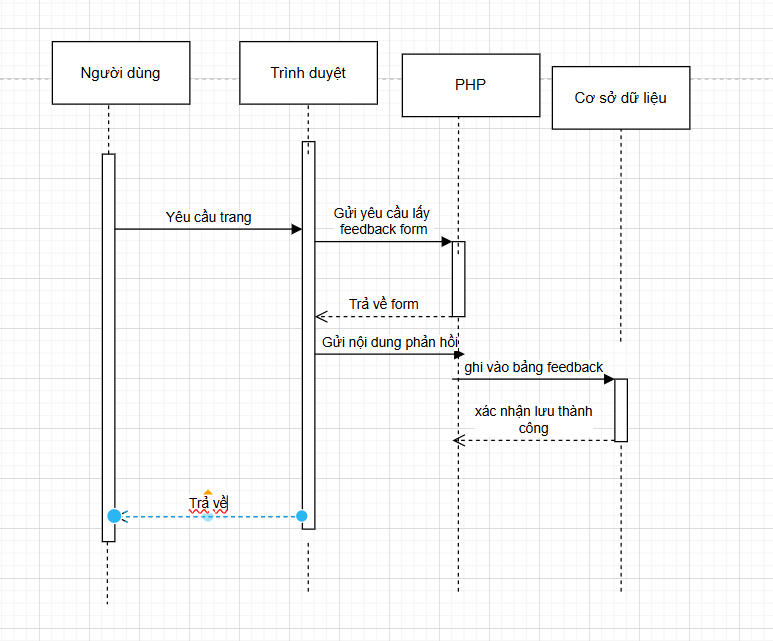 Người dùng
Trình duyệt
PHP
Cơ sở dữ liệu
Yêu cầu trang
Gửi yêu cầu lấy
feedback form
Trả về form
Gửi nội dung phản hồi
ghi vào bảng feedback
xác nhận lưu thành
công
Trả về